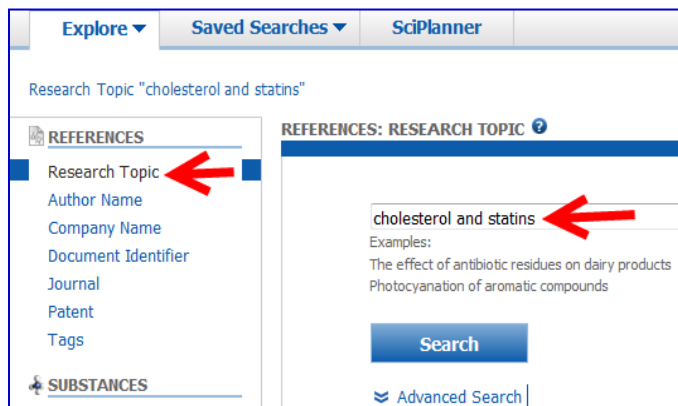 Explore Saved Searches SciPlanner
Research Topic "cholesterol and statins"
REFERENCES
Research Topic
Author Name
Company Name
Document Identifier
Journal
Patent
Tags
SUBSTANCES
REFERENCES: RESEARCH TOPIC ?
cholesterol and statins
Examples:
The effect of antibiotic residues on dairy products
Photocyanation of aromatic compounds
Search
Advanced Search